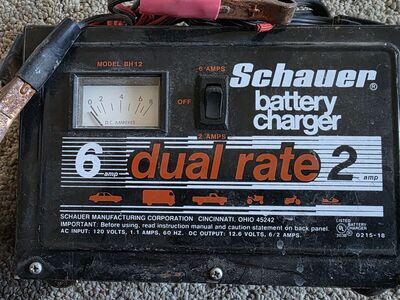 MODEL BH12
0 2 4 6 8
D.C. AMPERES
6 AMPS
OFF
2 AMPS
Schauer®
battery
charger
6 amp dual rate 2 amp
SCHAUER MANUFACTURING CORPORATION CINCINNATI, OHIO 45242
IMPORTANT: Before using, read instruction manual and caution statement on back panel.
AC INPUT: 120 VOLTS, 1.1 AMPS, 60 HZ. DC OUTPUT: 12.6 VOLTS, 6/2 AMPS.
LISTED
UL
BATTERY
CHARGER
0215-18